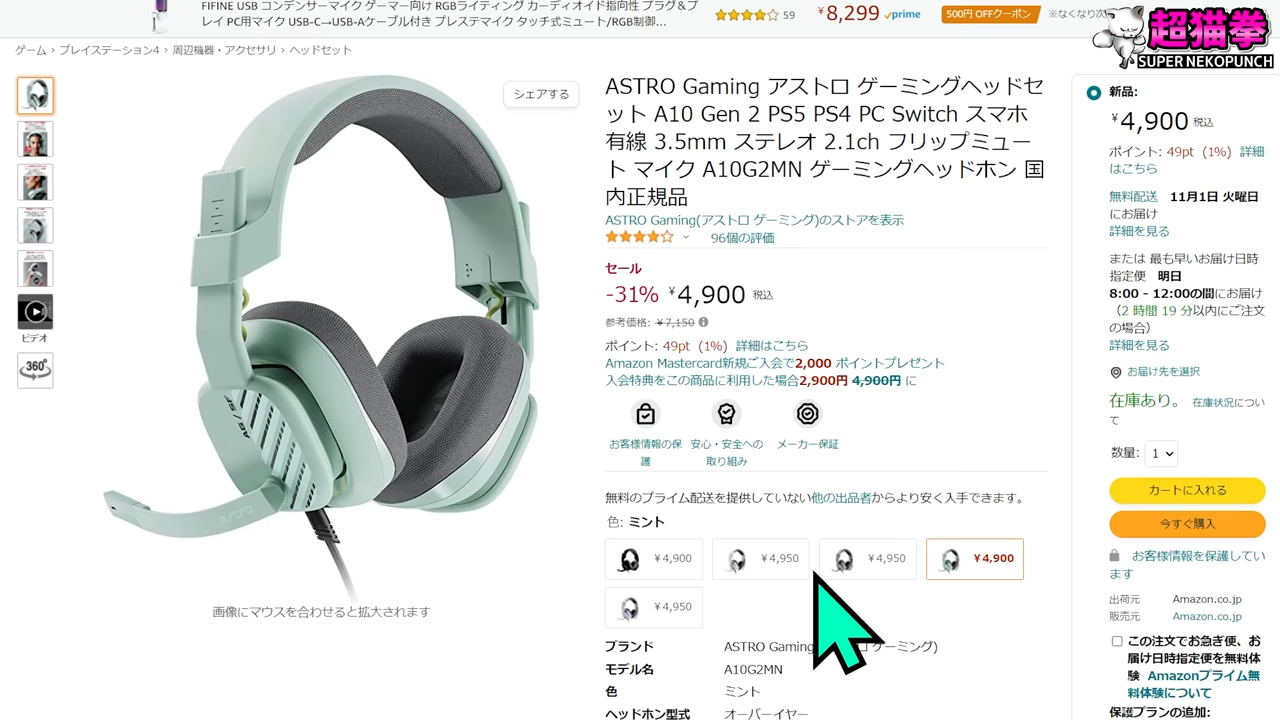 FIFINE USB コンデンサーマイク ゲーマー向け RGBライティング カーディオイド指向性 プラグ＆プ
レイ PC用マイク USB-C→USB-Aケーブル付き プレステマイク タッチ式ミュート/RGB制御...
59
¥8,299 prime
500円 OFFクーポン
※なくなり次
超猫拳
SUPER NEKOPUNCH
ゲーム › プレイステーション4 › 周辺機器・アクセサリ › ヘッドセット
シェアする
ビデオ
360°
AG / SF
ASTRO
画像にマウスを合わせると拡大されます
ASTRO Gaming アストロ ゲーミングヘッドセ
ット A10 Gen 2 PS5 PS4 PC Switch スマホ
有線 3.5mm ステレオ 2.1ch フリップミュー
ト マイク A10G2MN ゲーミングヘッドホン 国
内正規品
ASTRO Gaming(アストロ ゲーミング)のストアを表示
96個の評価
セール
-31% ¥4,900 税込
参考価格: ¥7,150
ポイント: 49pt (1%) 詳細はこちら
Amazon Mastercard新規ご入会で2,000 ポイントプレゼント
入会特典をこの商品に利用した場合2,900円 4,900円 に
お客様情報の保
護
安心・安全への
取り組み
メーカー保証
無料のプライム配送を提供していない他の出品者からより安く入手できます。
色: ミント
¥4,900
¥4,950
¥4,950
¥4,900
¥4,950
ブランド ASTRO Gaming ゲーミング)
モデル名 A10G2MN
色 ミント
ヘッドホン型式 オーバーイヤー
新品:
¥4,900 税込
ポイント: 49pt (1%) 詳細
はこちら
無料配送 11月1日 火曜日
にお届け
詳細を見る
または 最も早いお届け日時
指定便 明日
8:00 - 12:00の間にお届け
（2 時間 19 分以内にご注文
の場合）
詳細を見る
お届け先を選択
在庫あり。 在庫状況につい
て
数量: 1
カートに入れる
今すぐ購入
お客様情報を保護してい
ます
出荷元 Amazon.co.jp
販売元 Amazon.co.jp
この注文でお急ぎ便、お
届け日時指定便を無料体
験 Amazonプライム無
料体験について
保護プランの追加: